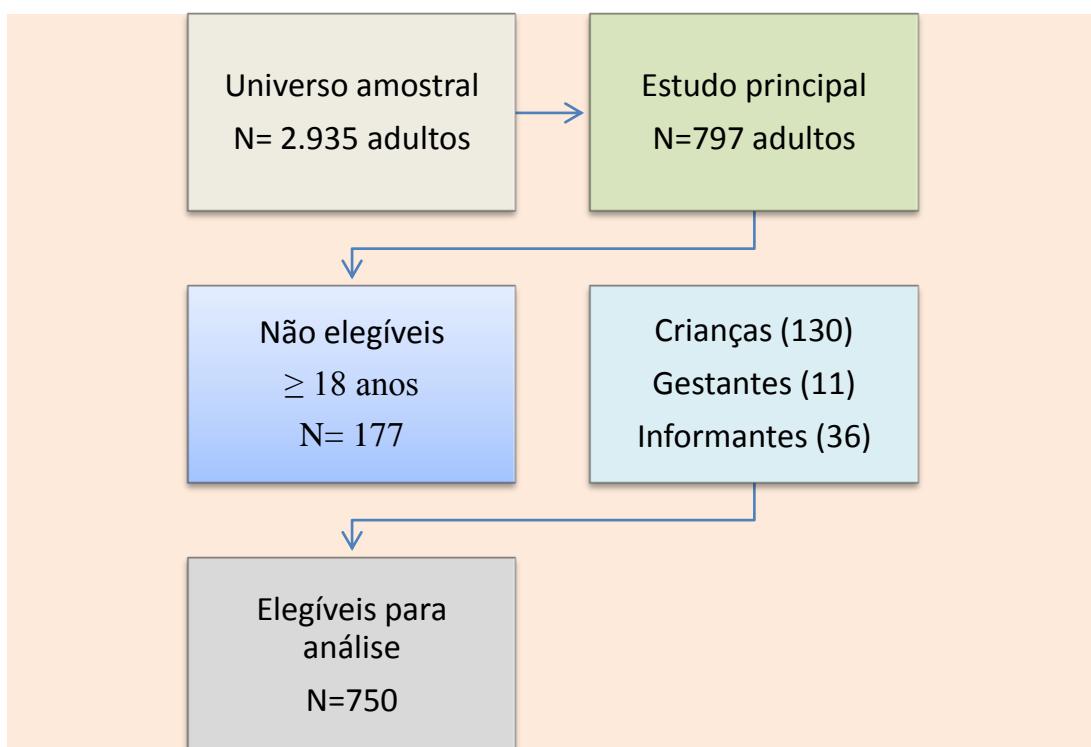 Universo amostral
N= 2.935 adultos
Estudo principal
N=797 adultos
Não elegíveis
≥ 18 anos
N= 177
Crianças (130)
Gestantes (11)
Informantes (36)
Elegíveis para
análise
N=750